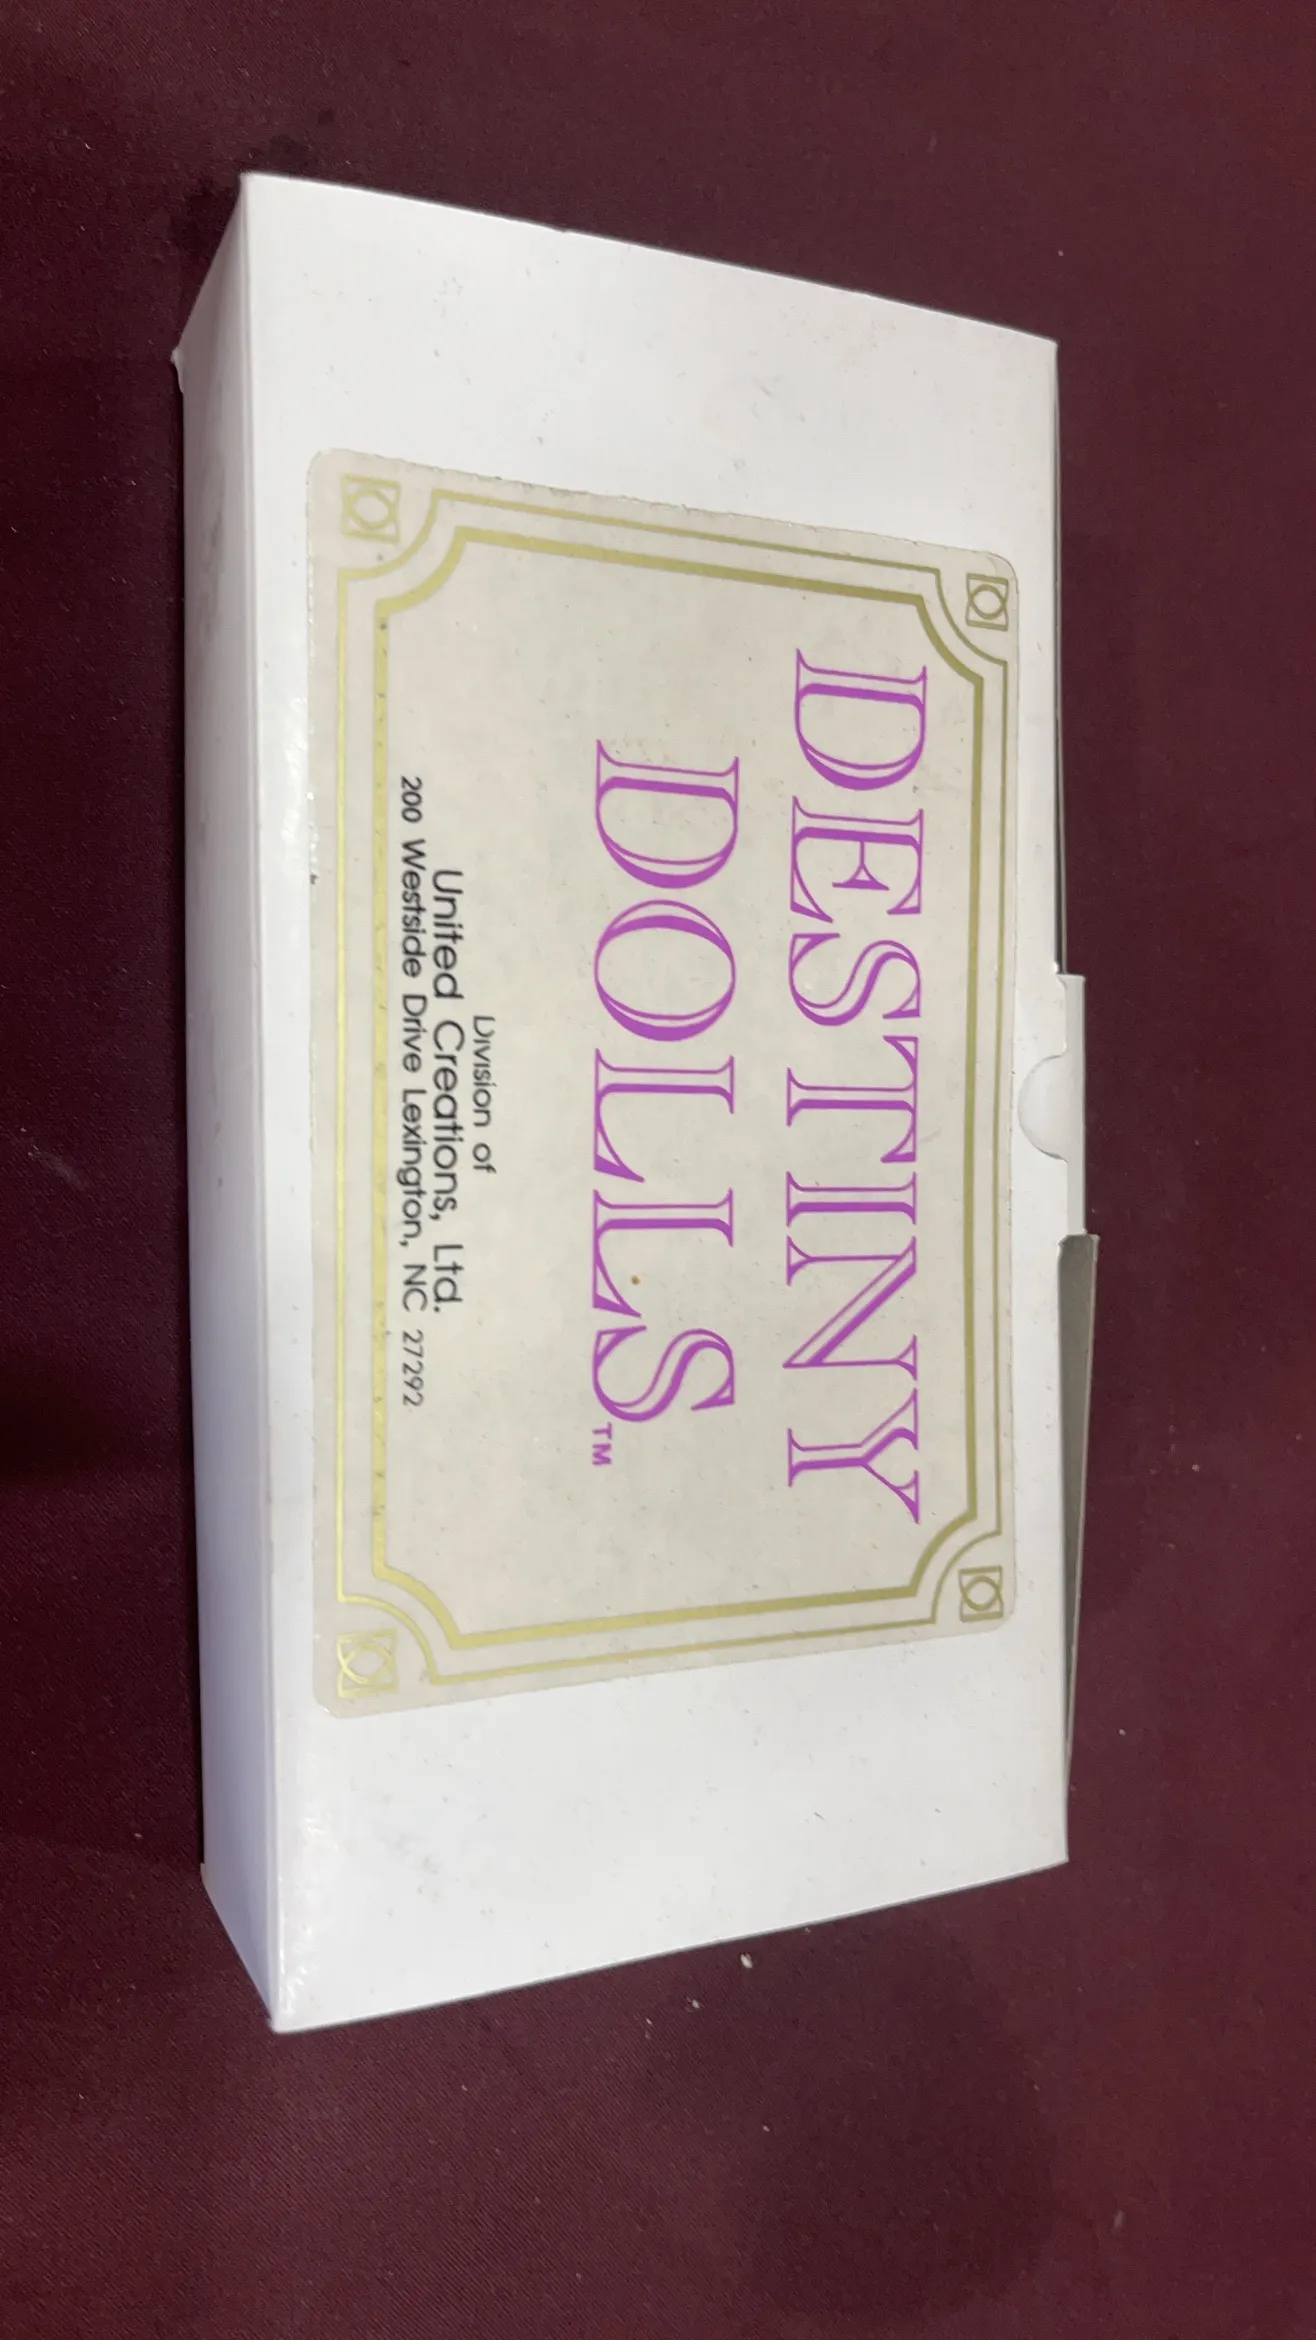 DESTINY
DOLLS™
Division of
United Creations, Ltd.
200 Westside Drive Lexington, NC 27292